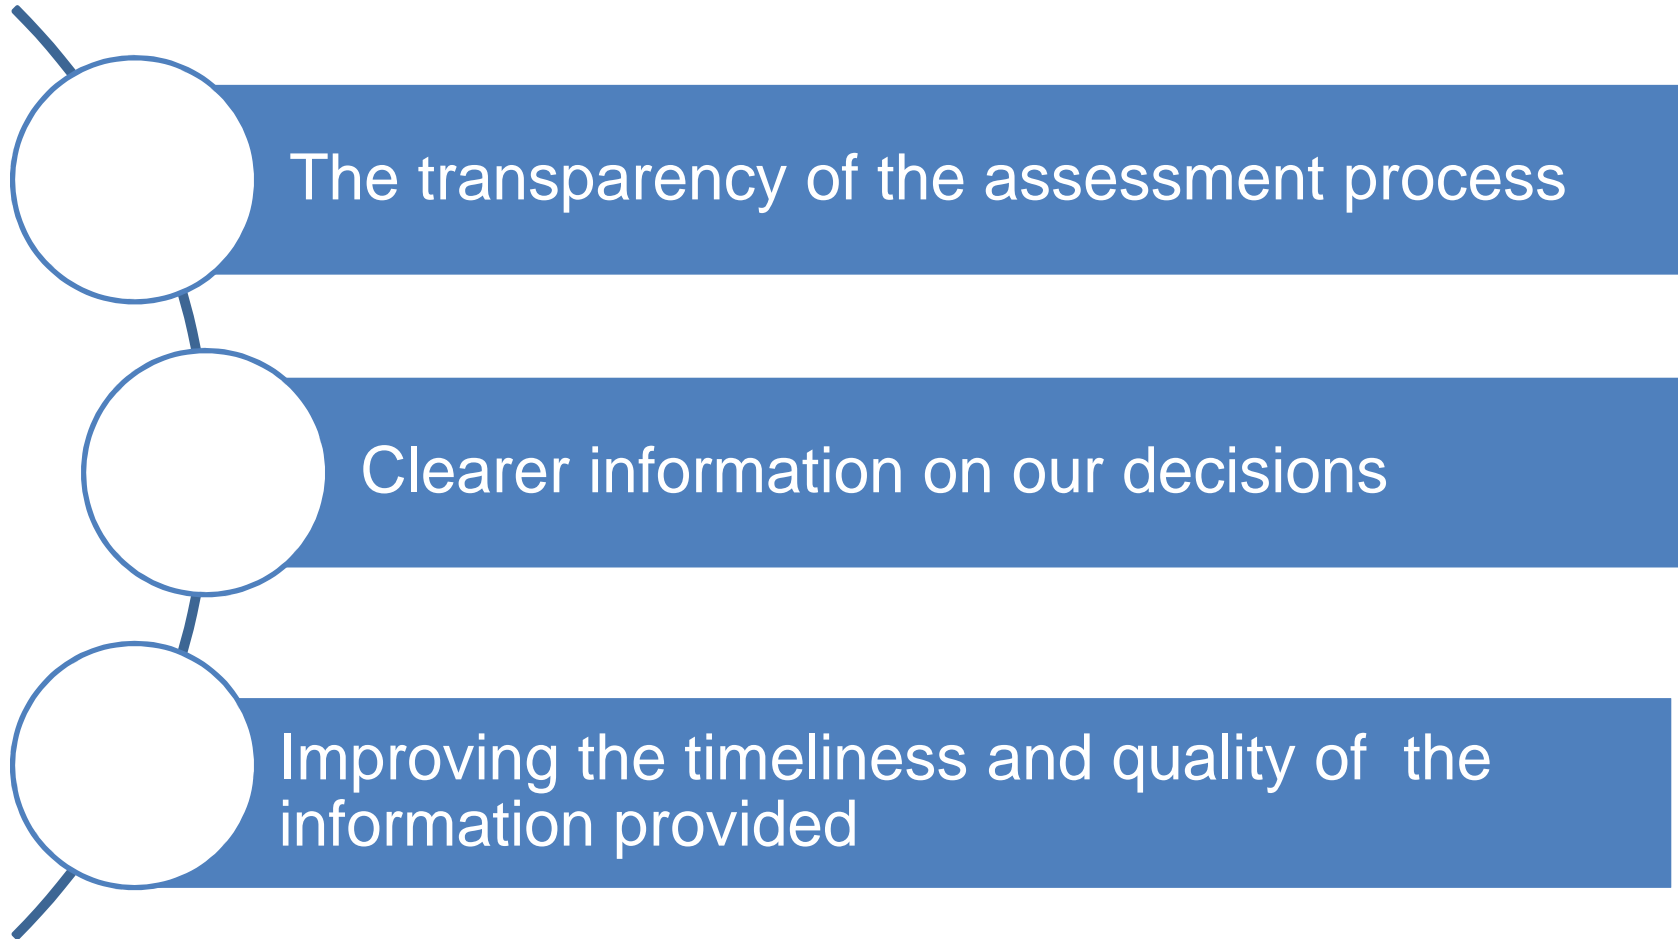 The transparency of the assessment process
Clearer information on our decisions
Improving the timeliness and quality of  the
information provided